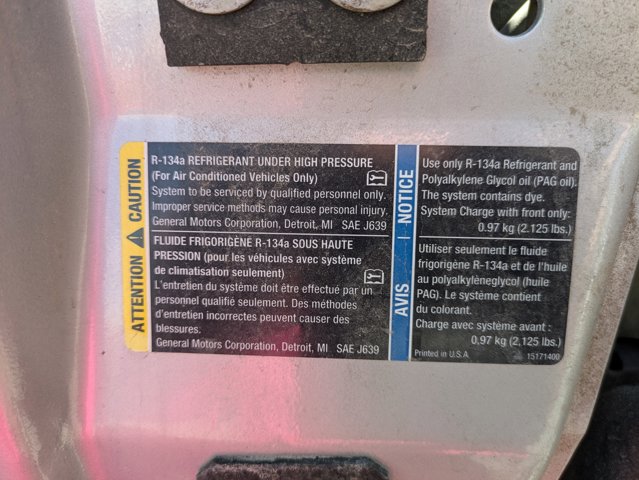 CAUTION
ATTENTION
R-134a REFRIGERANT UNDER HIGH PRESSURE
(For Air Conditioned Vehicles Only)
System to be serviced by qualified personnel only.
Improper service methods may cause personal injury.
General Motors Corporation, Detroit, MI SAE J639
FLUIDE FRIGORIGÈNE R-134a SOUS HAUTE
PRESSION (pour les véhicules avec système
de climatisation seulement)
L'entretien du système doit être effectué par un
personnel qualifié seulement. Des méthodes
d'entretien incorrectes peuvent causer des
blessures.
General Motors Corporation, Detroit, MI SAE J639
NOTICE
AVIS
Use only R-134a Refrigerant and
Polyalkylene Glycol oil (PAG oil).
The system contains dye.
System Charge with front only:
0.97 kg (2.125 lbs.)
Utiliser seulement le fluide
frigorigène R-134a et de l'huile
au polyalkylèneglycol (huile
PAG). Le système contient
du colorant.
Charge avec système avant :
0,97 kg (2,125 lbs.)
Printed in U.S.A. 15171400